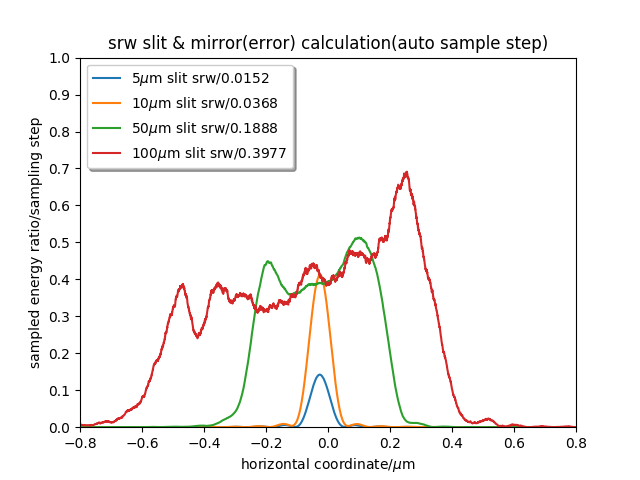 srw slit & mirror(error) calculation(auto sample step)
1.0
0.9
0.8
0.7
0.6
0.5
0.4
0.3
0.2
0.1
0.0
sampled energy ratio/sampling step
5μm slit srw/0.0152
10μm slit srw/0.0368
50μm slit srw/0.1888
100μm slit srw/0.3977
−0.8 −0.6 −0.4 −0.2 0.0 0.2 0.4 0.6 0.8
horizontal coordinate/μm